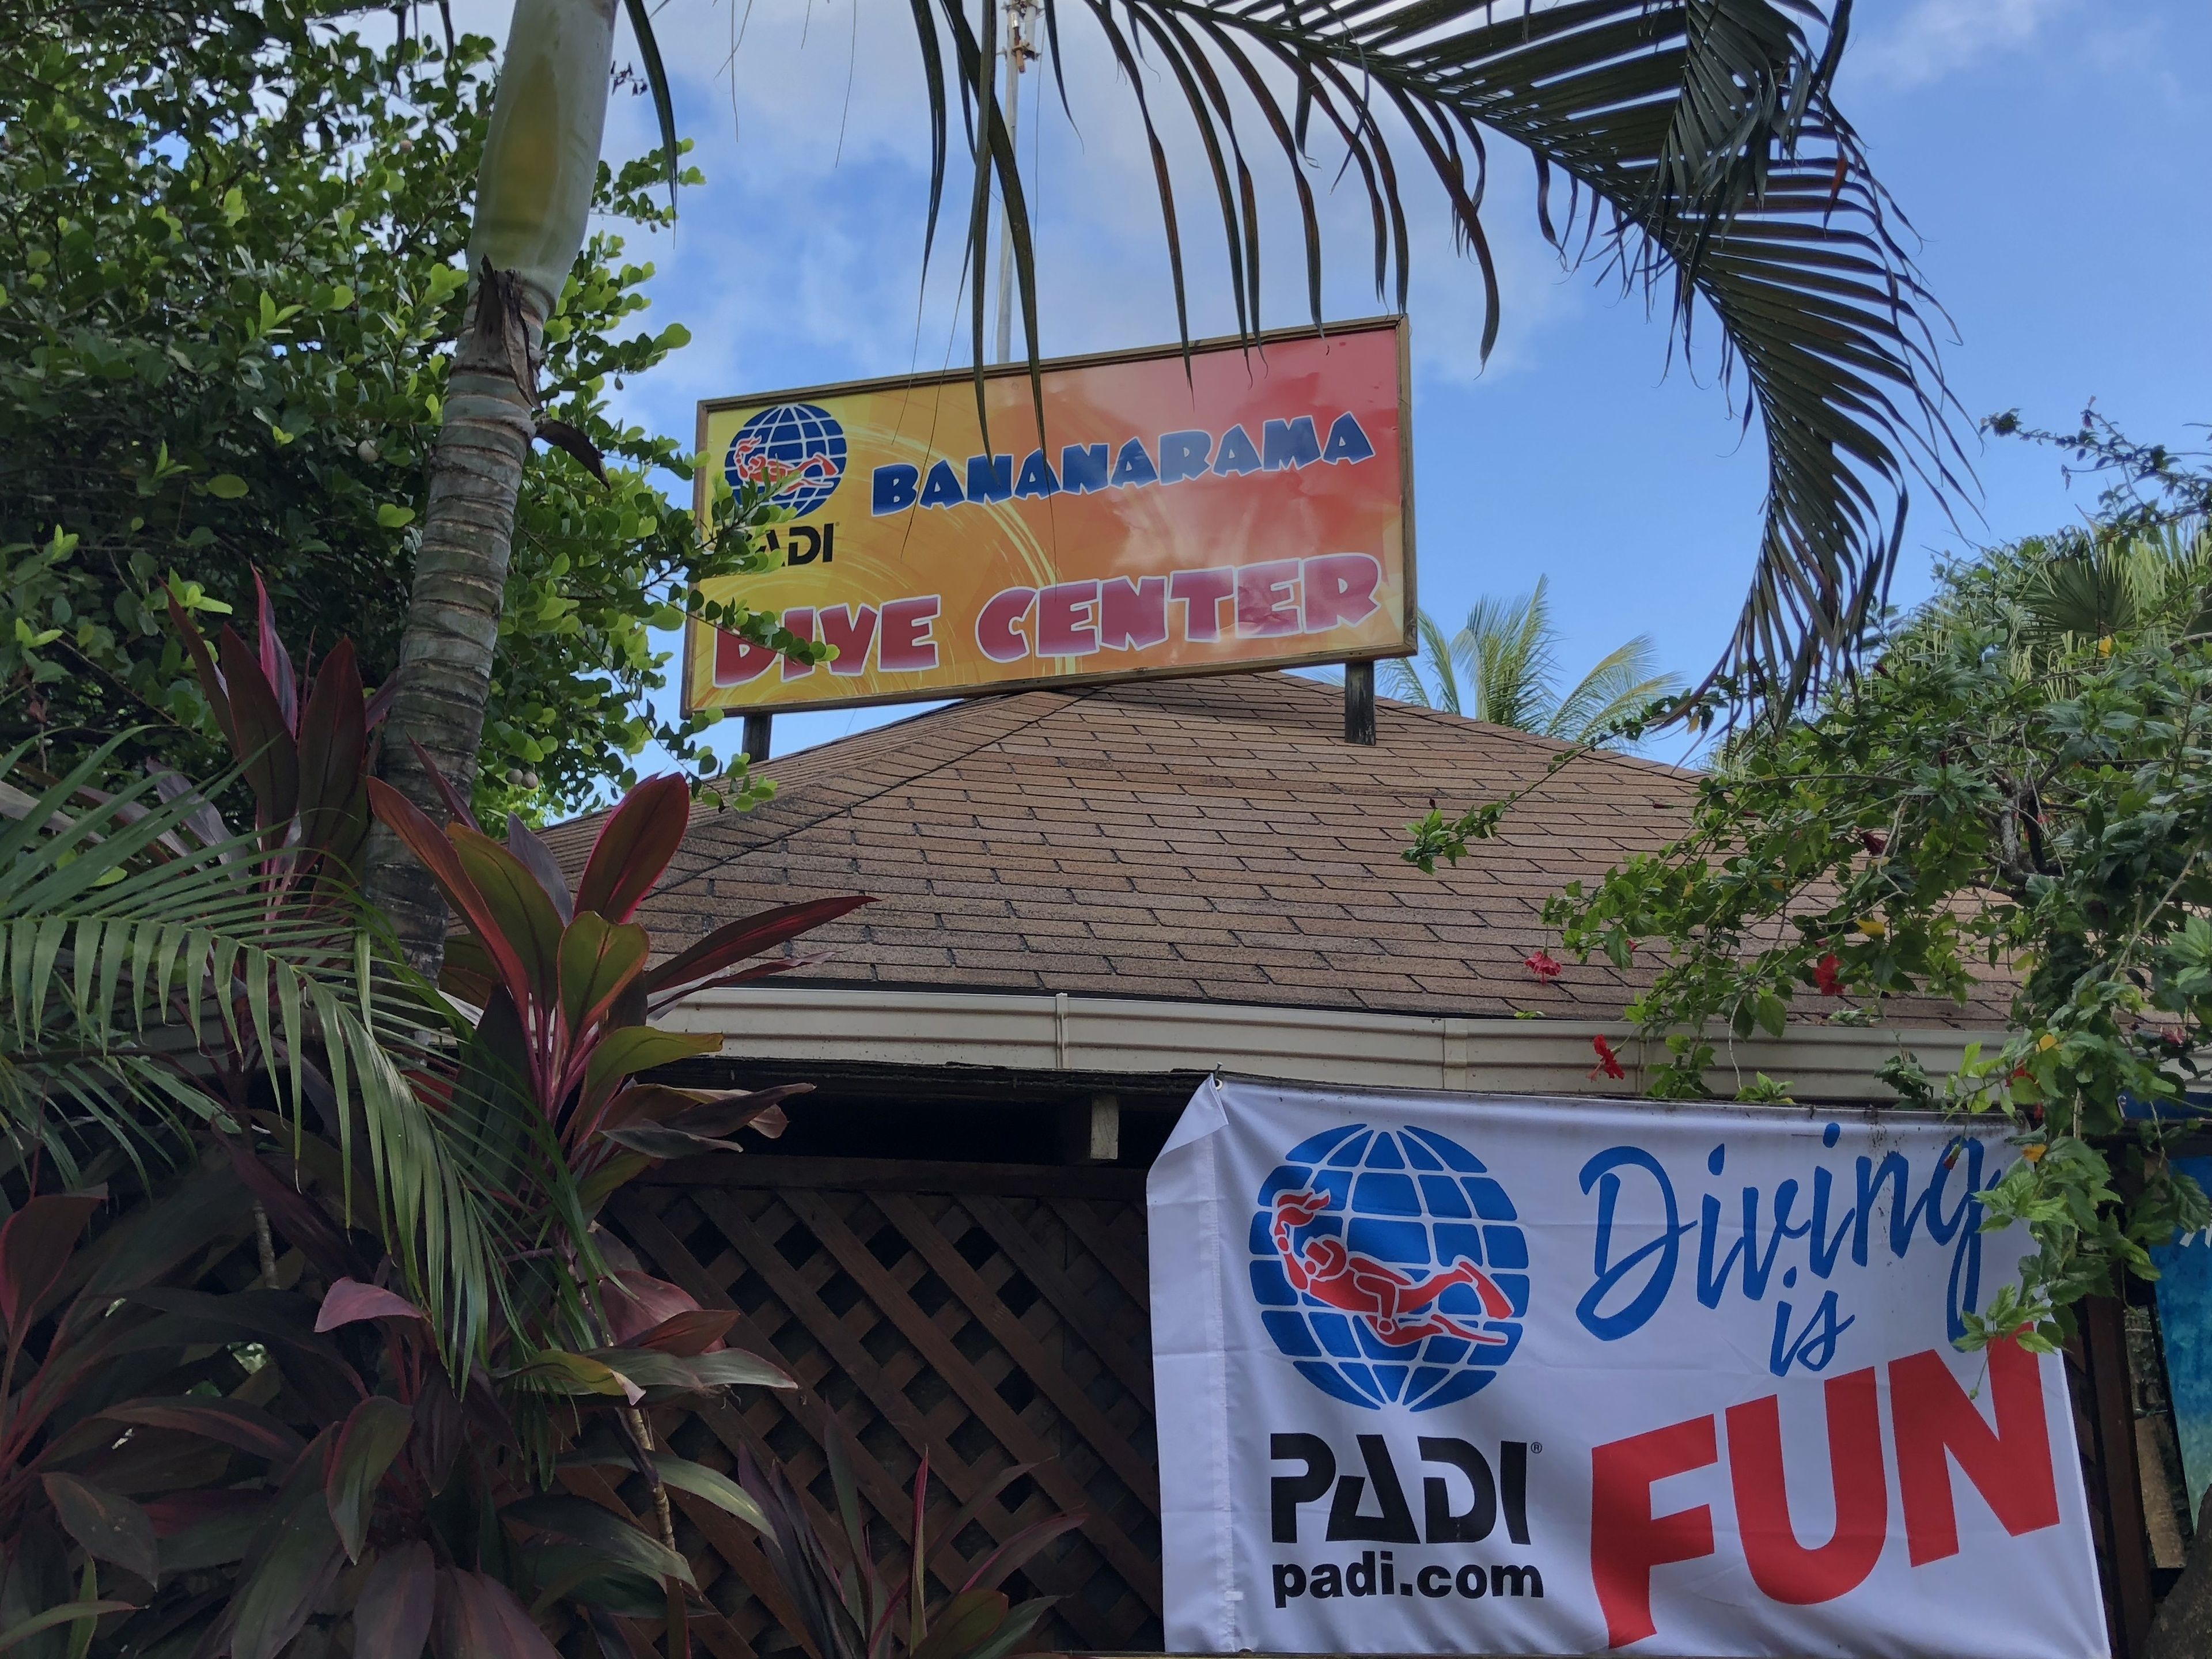 BANANARAMA
PADI
DIVE CENTER
Diving
is
FUN
PADI®
padi.com